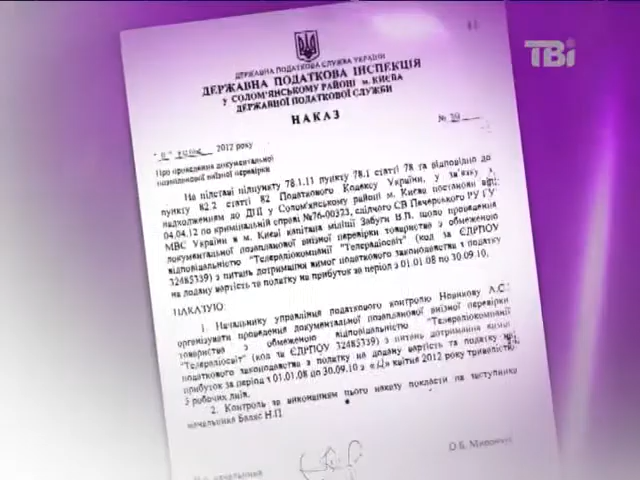 ТВі
ДЕРЖАВНА ПОДАТКОВА СЛУЖБА УКРАЇНИ
ДЕРЖАВНА ПОДАТКОВА ІНСПЕКЦІЯ
У СОЛОМ'ЯНСЬКОМУ РАЙОНІ м. КИЄВА
ДЕРЖАВНОЇ ПОДАТКОВОЇ СЛУЖБИ
НАКАЗ
2012 року №
Про проведення документальної
позапланової виїзної перевірки
На підставі підпункту 78.1.11 пункту 78.1 статті 78 та відповідно до
пункту 82.2 статті 82 Податкового Кодексу України, у зв'язку з
надходженням до ДПІ у Солом'янському районі м. Києва постанови від
04.04.12 по кримінальній справі №76-00323, слідчого СВ Печерського РУ ГУ
МВС України в м. Києві капітана міліції Забуги В.П. щодо проведення
документальної позапланової виїзної перевірки товариства з обмеженою
відповідальністю "Телерадіокомпанії "Телерадіосвіт" (код за ЄДРПОУ
32485739) з питань дотримання вимог податкового законодавства з податку
на додану вартість та податку на прибуток за період з 01.01.08 по 30.09.10.
НАКАЗУЮ:
1. Начальнику управління податкового контролю Новикову А.С.
організувати проведення документальної позапланової виїзної перевірки
товариства з обмеженою відповідальністю "Телерадіокомпанії
"Телерадіосвіт" (код за ЄДРПОУ 32485739) з питань дотримання вимог
податкового законодавства з податку на додану вартість та податку на
прибуток за період з 01.01.08 по 30.09.10 з квітня 2012 року тривалістю
5 робочих днів.
2. Контроль за виконанням цього наказу покласти на заступника
начальника Балас Н.П.
начальника О.Б.